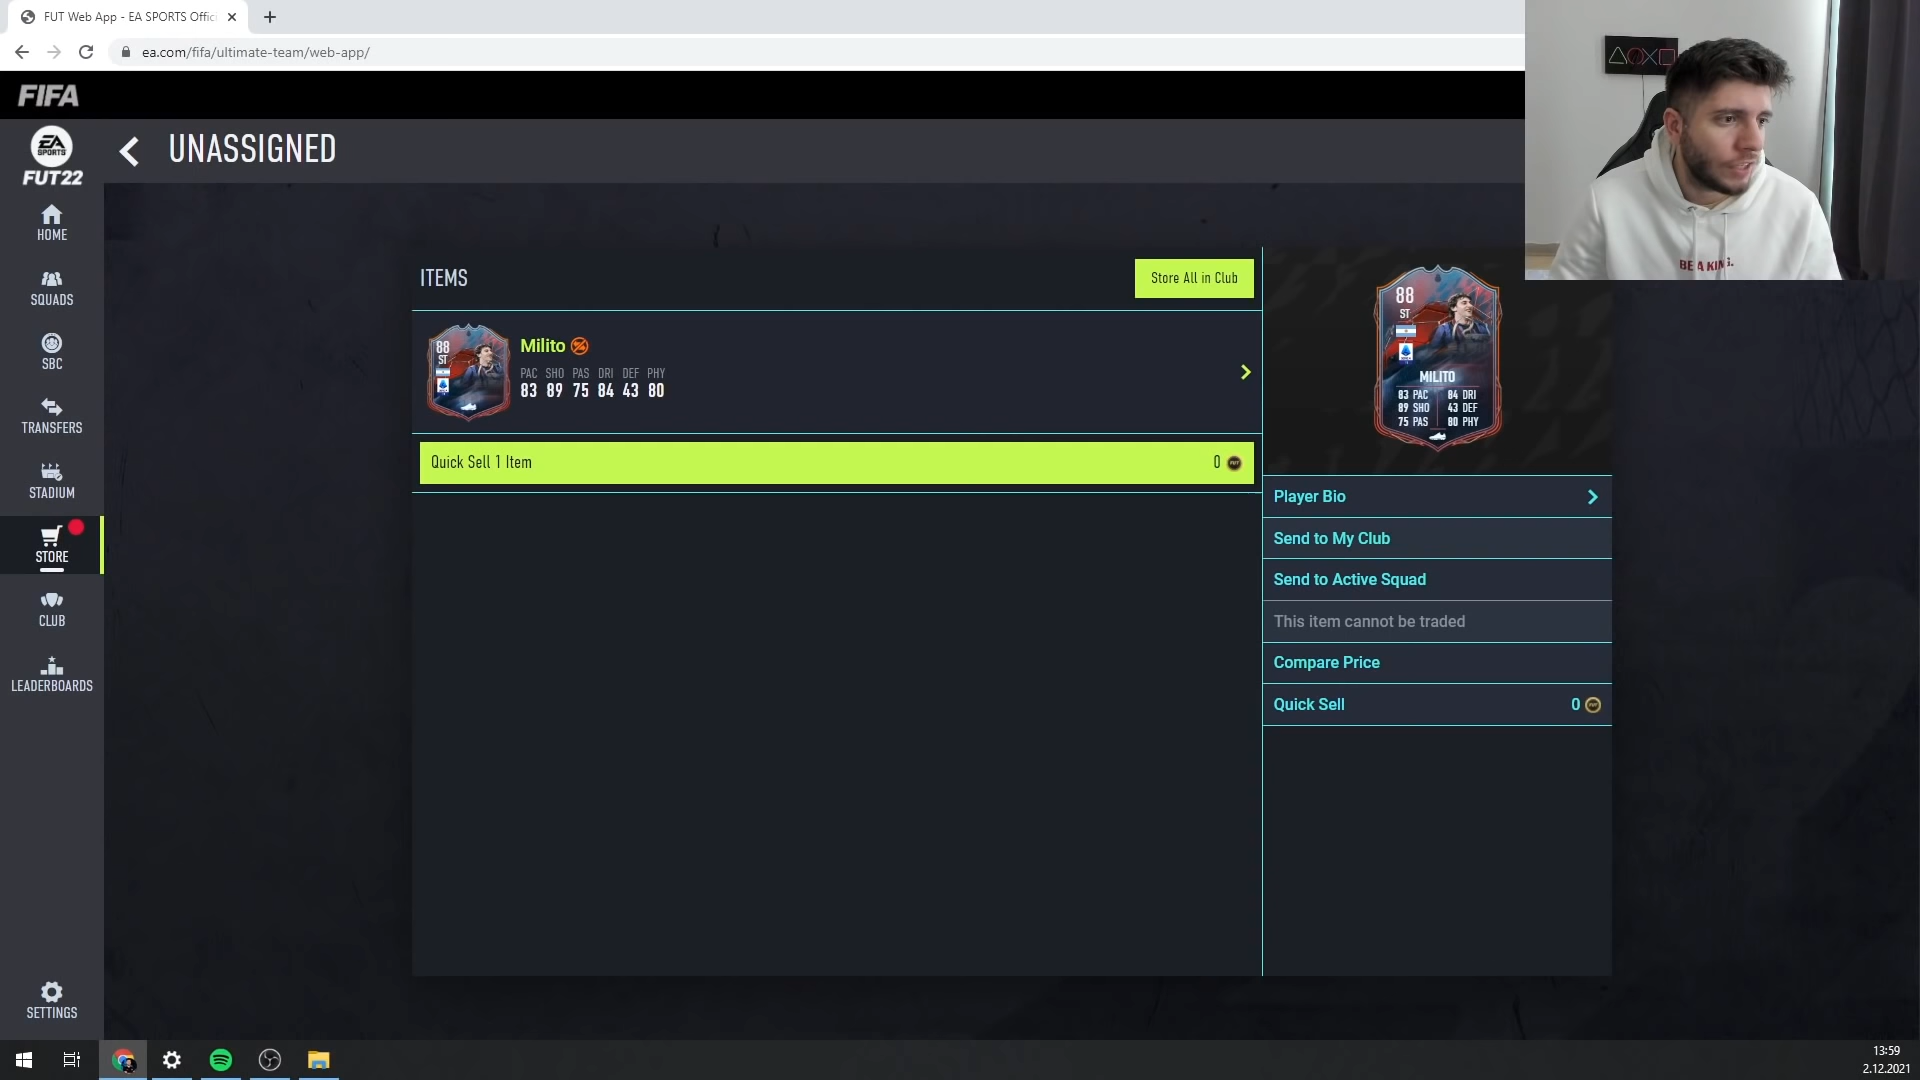 FUT Web App - EA SPORTS Offici
ea.com/fifa/ultimate-team/web-app/
FIFA
EA
SPORTS
FUT22
UNASSIGNED
HOME
SQUADS
SBC
TRANSFERS
STADIUM
STORE
CLUB
LEADERBOARDS
SETTINGS
ITEMS
Store All in Club
88
ST
Milito
PAC SHO PAS DRI DEF PHY
83 89 75 84 43 80
Quick Sell 1 Item 0
88
ST
MILITO
83 PAC 84 DRI
89 SHO 43 DEF
75 PAS 80 PHY
Player Bio
Send to My Club
Send to Active Squad
This item cannot be traded
Compare Price
Quick Sell 0
BE A KING.
13:59
2.12.2021